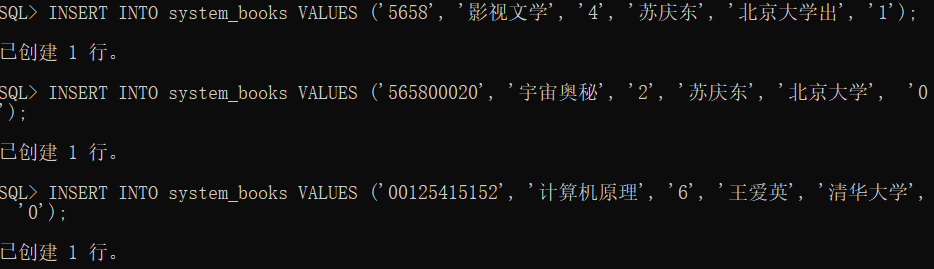 SQL> INSERT INTO system_books VALUES ('5658', '影视文学', '4', '苏庆东', '北京大学出', '1');
已创建 1 行。
SQL> INSERT INTO system_books VALUES ('565800020', '宇宙奥秘', '2', '苏庆东', '北京大学', '0
');
已创建 1 行。
SQL> INSERT INTO system_books VALUES ('00125415152', '计算机原理', '6', '王爱英', '清华大学',
'0');
已创建 1 行。